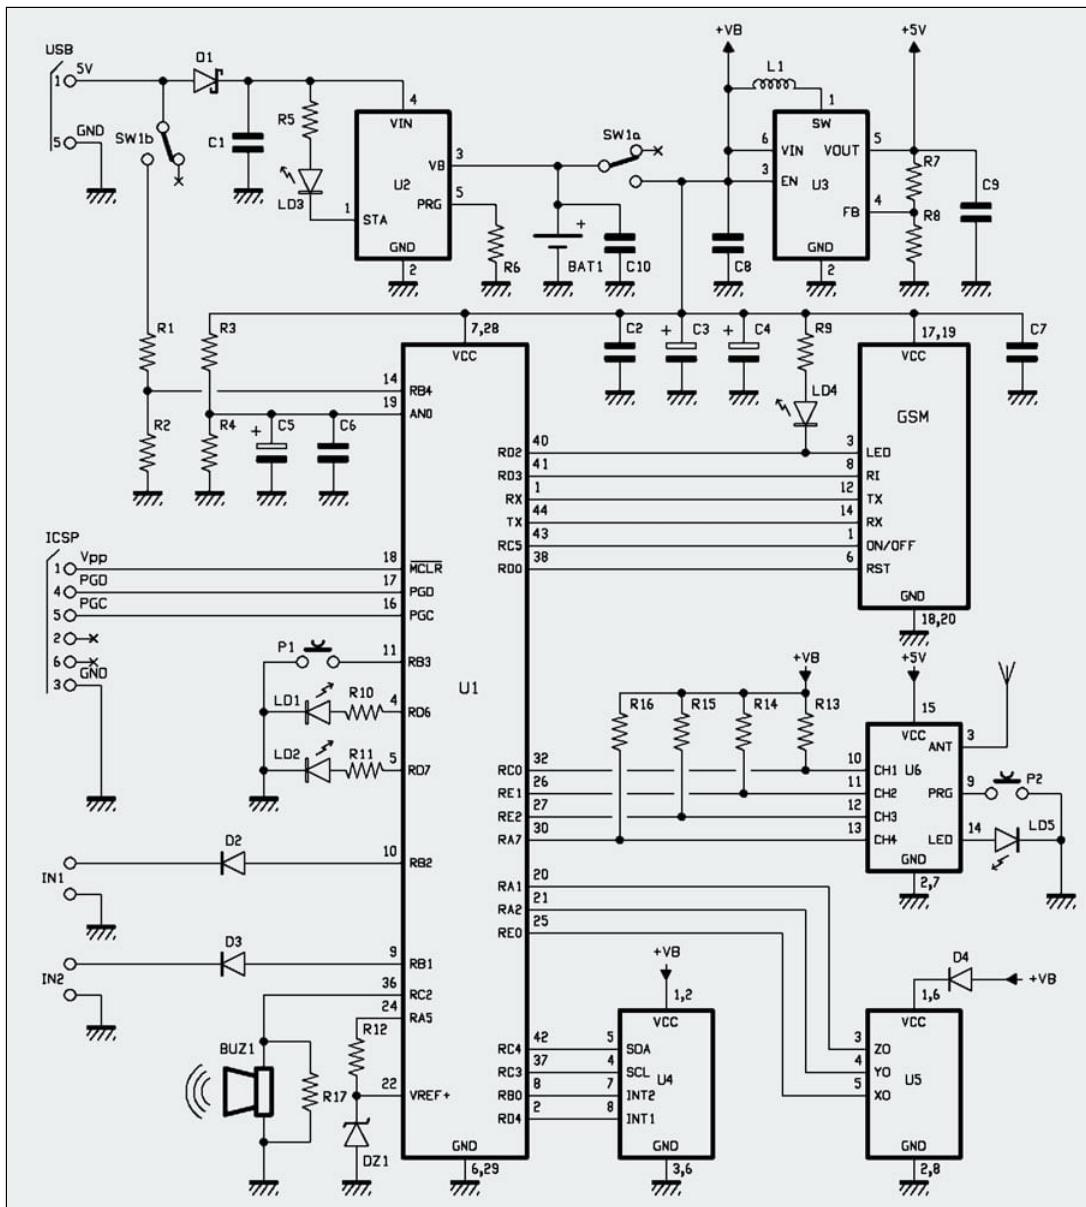 USB
1 5V
5 GND
D1
SW1b
C1
R5
LD3
4
VIN
VB 3
U2
PRG 5
1 STA
GND
2
R6
SW1a
+
BAT1
C10
+VB
L1
+5V
1
SW
6 VIN
VOUT 5
3 EN
U3
FB 4
GND
2
R7
R8
C9
C8
R1
R3
R2
R4
+ C5
C6
7,28
VCC
14 RB4
19 AN0
C2
+ C3
+ C4
R9
LD4
17,19
VCC
C7
GSM
RD2 40
3 LED
RD3 41
8 RI
RX 1
12 TX
TX 44
14 RX
RC5 43
1 ON/OFF
RD0 38
6 RST
GND
18,20
ICSP
1 Vpp
4 PGD
5 PGC
2
6
3 GND
18 MCLR
17 PGD
16 PGC
P1
11 RB3
U1
LD1
R10
4 RD6
LD2
R11
5 RD7
+VB
R16
R15
R14
R13
RC0 32
RE1 26
RE2 27
RA7 30
+5V
15
VCC
ANT 3
10 CH1
U6
11 CH2
PRG 9
P2
12 CH3
13 CH4
LED 14
LD5
GND
2,7
D2
10 RB2
IN1
RA1 20
RA2 21
RE0 25
D3
9 RB1
IN2
36 RC2
24 RA5
R12
BUZ1
R17
22 VREF+
DZ1
GND
6,29
+VB
1,2
VCC
RC4 42
5 SDA
RC3 37
4 SCL
U4
RB0 8
7 INT2
RD4 2
8 INT1
GND
3,6
D4
+VB
1,6
VCC
3 ZO
4 YO
U5
5 XO
GND
2,8